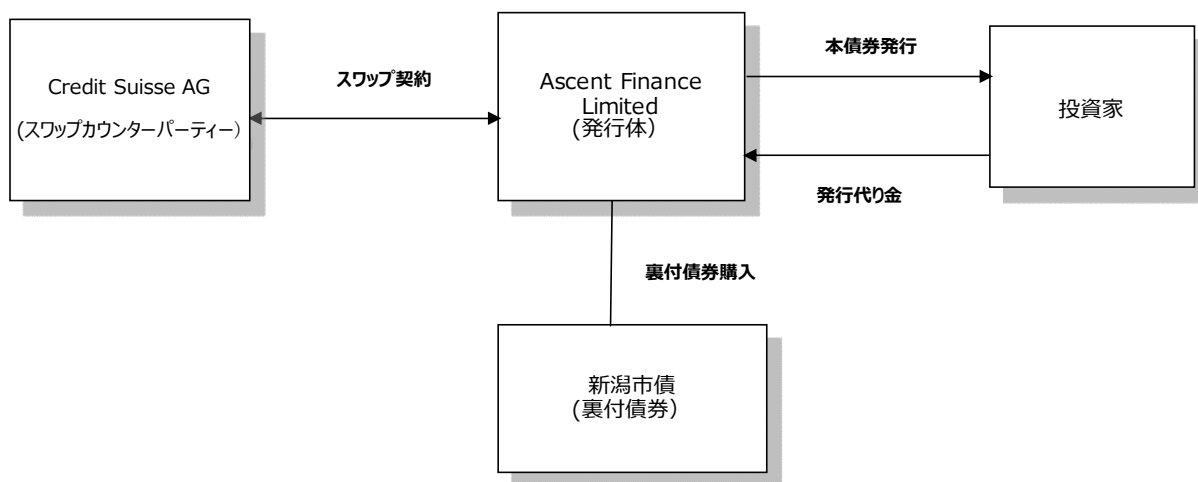 Credit Suisse AG
(スワップカウンターパーティー)
スワップ契約
Ascent Finance
Limited
(発行体)
本債券発行
発行代り金
投資家
裏付債券購入
新潟市債
(裏付債券)